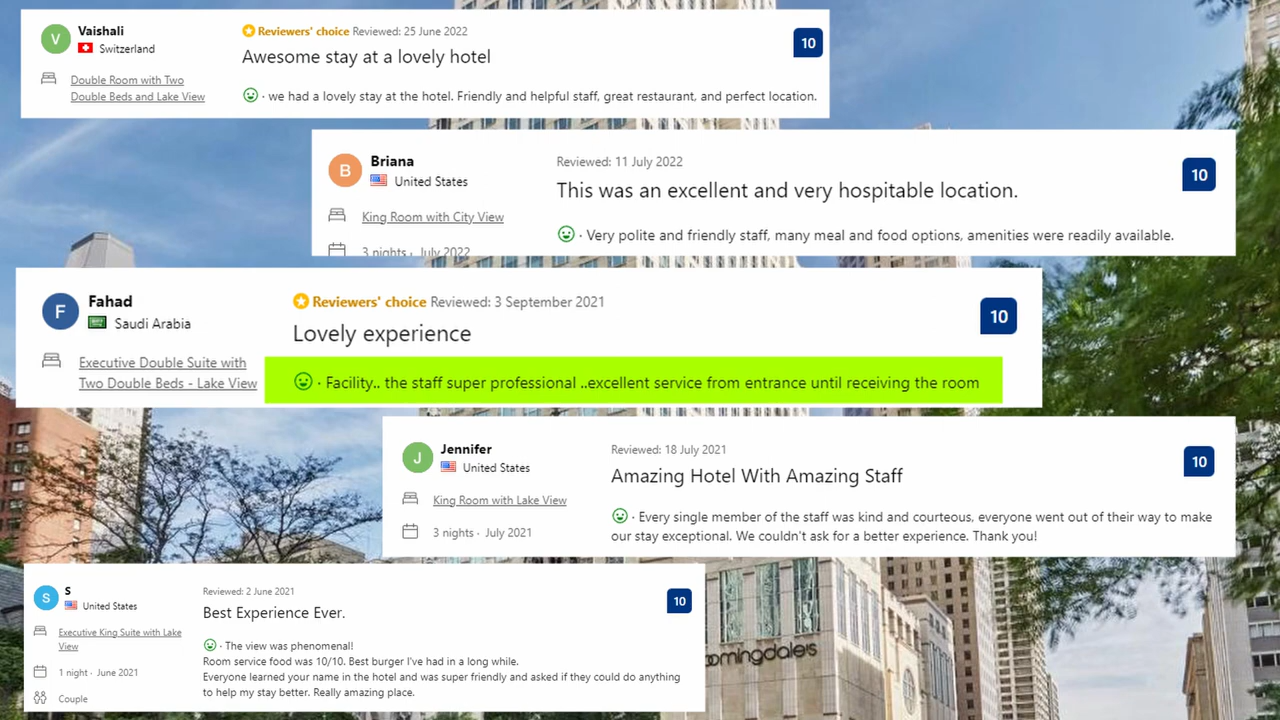 Vaishali
Switzerland
Double Room with Two
Double Beds and Lake View
Reviewers' choice Reviewed: 25 June 2022
Awesome stay at a lovely hotel
· we had a lovely stay at the hotel. Friendly and helpful staff, great restaurant, and perfect location.
10
V
Briana
United States
King Room with City View
3 nights · July 2022
Reviewed: 11 July 2022
This was an excellent and very hospitable location.
· Very polite and friendly staff, many meal and food options, amenities were readily available.
10
B
Fahad
Saudi Arabia
Executive Double Suite with
Two Double Beds - Lake View
Reviewers' choice Reviewed: 3 September 2021
Lovely experience
· Facility.. the staff super professional ..excellent service from entrance until receiving the room
10
F
Jennifer
United States
King Room with Lake View
3 nights · July 2021
Reviewed: 18 July 2021
Amazing Hotel With Amazing Staff
· Every single member of the staff was kind and courteous, everyone went out of their way to make
our stay exceptional. We couldn't ask for a better experience. Thank you!
10
J
S
United States
Executive King Suite with Lake
View
1 night · June 2021
Couple
Reviewed: 2 June 2021
Best Experience Ever.
· The view was phenomenal!
Room service food was 10/10. Best burger I've had in a long while.
Everyone learned your name in the hotel and was super friendly and asked if they could do anything
to help my stay better. Really amazing place.
10
S
omingdale's